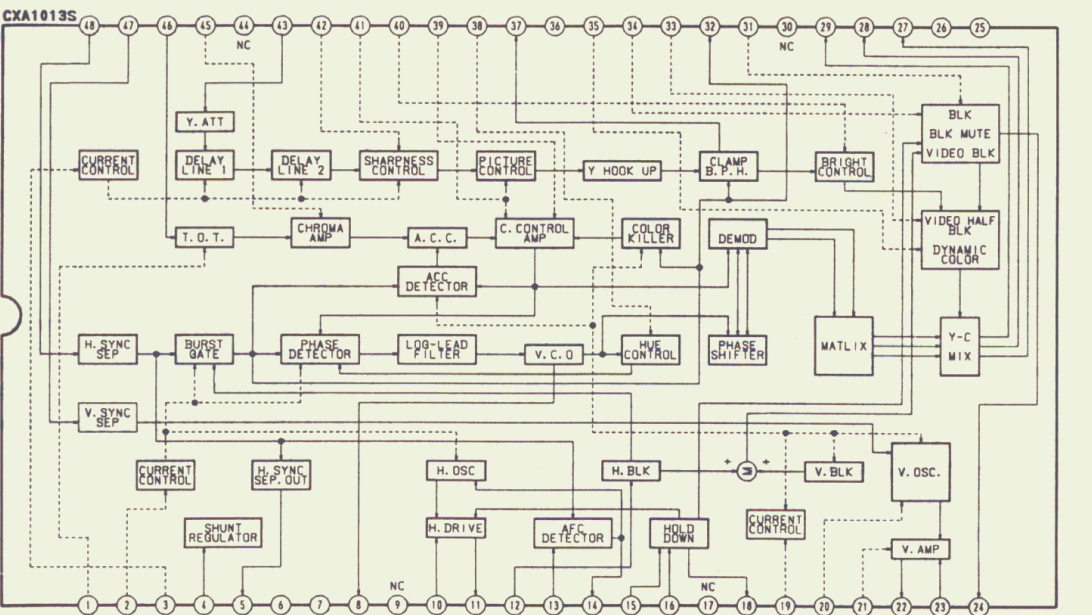 CXA1013S
48 47 46 45 44 43 42 41 40 39 38 37 36 35 34 33 32 31 30 29 28 27 26 25
NC
NC
Y. ATT
BLK
BLK MUTE
VIDEO BLK
CURRENT
CONTROL
DELAY
LINE 1
DELAY
LINE 2
SHARPNESS
CONTROL
PICTURE
CONTROL
Y HOOK UP
CLAMP
B.P.H.
BRIGHT
CONTROL
T.O.T.
CHROMA
AMP
A.C.C.
C.CONTROL
AMP
COLOR
KILLER
DEMOD
VIDEO HALF
BLK
DYNAMIC
COLOR
ACC
DETECTOR
H.SYNC
SEP
BURST
GATE
PHASE
DETECTOR
LOG-LEAD
FILTER
V.C.O
HUE
CONTROL
PHASE
SHIFTER
MATLIX
Y-C
MIX
V.SYNC
SEP
CURRENT
CONTROL
H.SYNC
SEP.OUT
H.OSC
H.BLK
+
Σ
+
V.BLK
V.OSC.
SHUNT
REGULATOR
H.DRIVE
AFC
DETECTOR
HOLD
DOWN
CURRENT
CONTROL
V.AMP
NC
NC
1 2 3 4 5 6 7 8 9 10 11 12 13 14 15 16 17 18 19 20 21 22 23 24